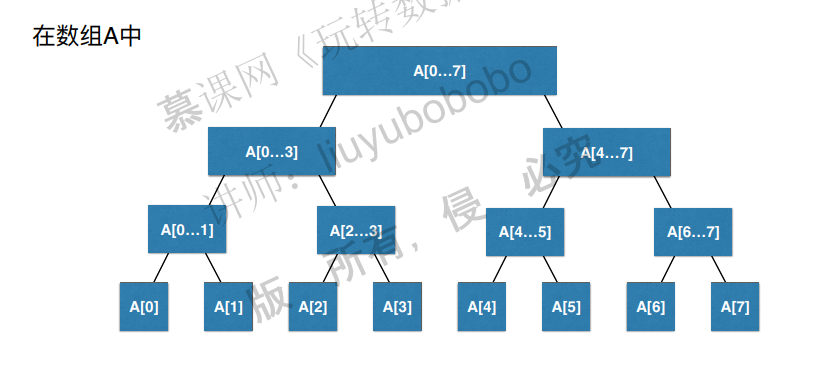 在数组A中
慕课网《玩转数据
A[0...7]
讲师：liuyubobobo
A[0...3]
A[4...7]
版 所有，侵 必究
A[0...1]
A[2...3]
A[4...5]
A[6...7]
A[0]
A[1]
A[2]
A[3]
A[4]
A[5]
A[6]
A[7]